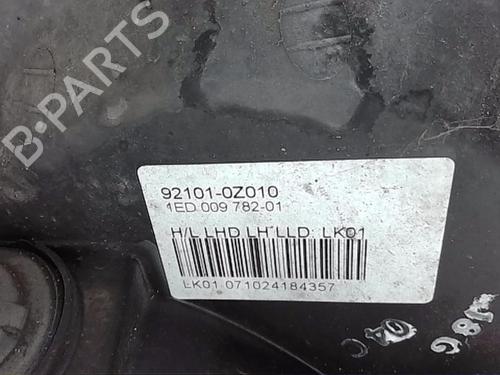 B-PARTS
92101-0Z010
1ED 009 782-01
H/L LHD LH LLD: LK01
LK01 071024184357